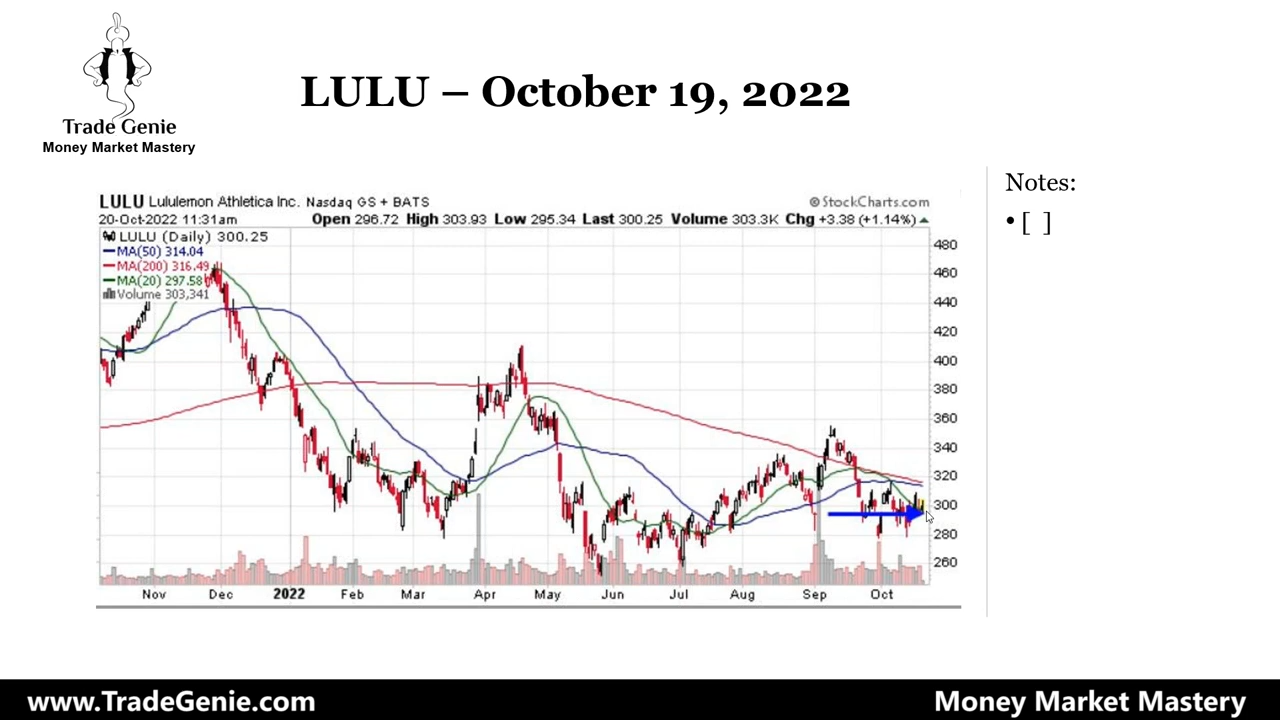 Trade Genie
Money Market Mastery
LULU – October 19, 2022
Notes:
• [ ]
LULU Lululemon Athletica Inc. Nasdaq GS + BATS
© StockCharts.com
20-Oct-2022 11:31am
Open 296.72 High 303.93 Low 295.34 Last 300.25 Volume 303.3K Chg +3.38 (+1.14%)
LULU (Daily) 300.25
MA(50) 314.04
MA(200) 316.49
MA(20) 297.58
Volume 303,341
480
460
440
420
400
380
360
340
320
300
280
260
Nov Dec 2022 Feb Mar Apr May Jun Jul Aug Sep Oct
www.TradeGenie.com
Money Market Mastery